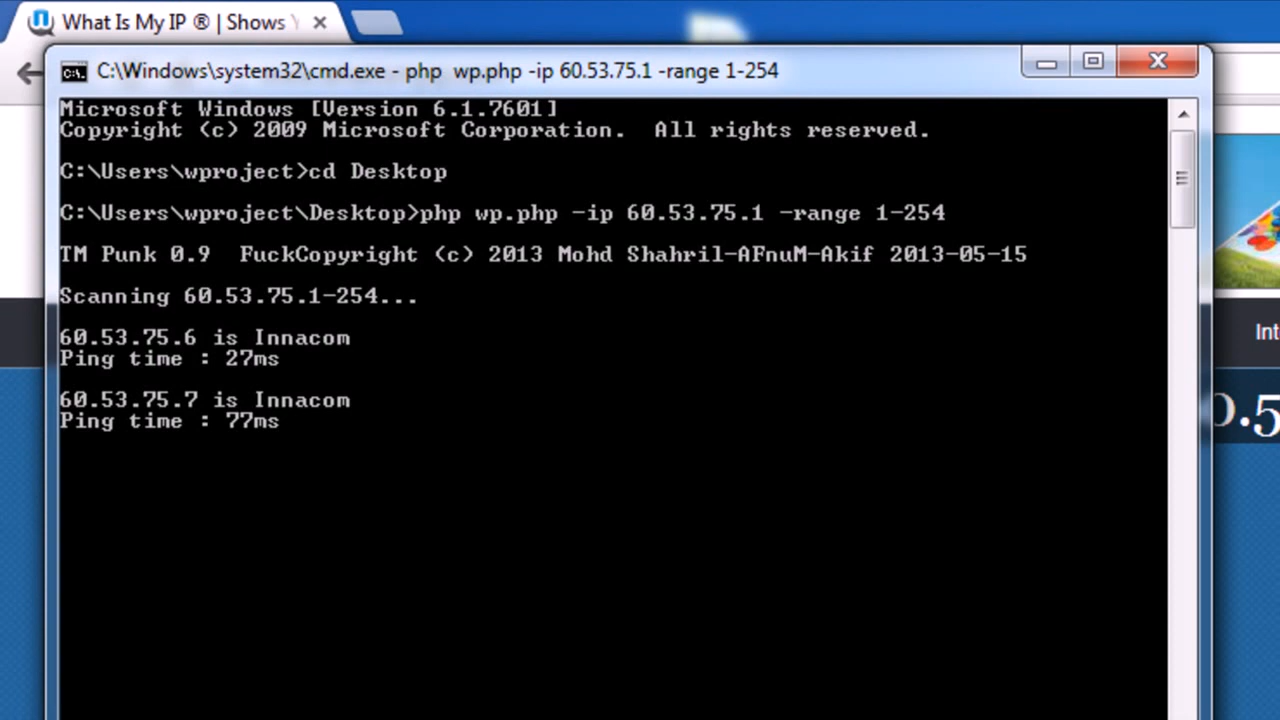 What Is My IP ® | Shows Y
C:\Windows\system32\cmd.exe - php  wp.php -ip 60.53.75.1 -range 1-254
Microsoft Windows [Version 6.1.7601]
Copyright (c) 2009 Microsoft Corporation.  All rights reserved.
C:\Users\wproject>cd Desktop
C:\Users\wproject\Desktop>php wp.php -ip 60.53.75.1 -range 1-254
TM Punk 0.9  FuckCopyright (c) 2013 Mohd Shahril-AFnuM-Akif 2013-05-15
Scanning 60.53.75.1-254...
60.53.75.6 is Innacom
Ping time : 27ms
60.53.75.7 is Innacom
Ping time : 77ms
Int
0.5